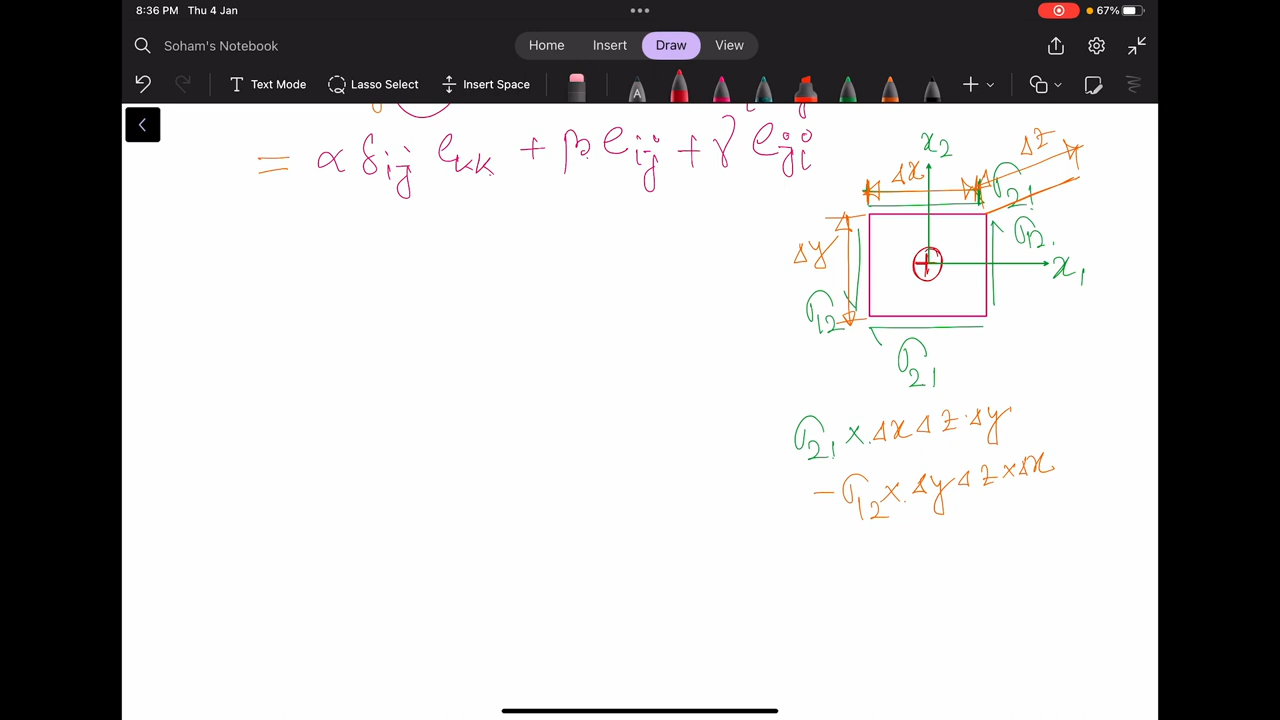 8:36 PM Thu 4 Jan
67%
Soham's Notebook
Home Insert Draw View
Text Mode Lasso Select Insert Space
A
= α δij ekk + β eij + γ eji
x2
Δz
Δx
σ21
Δy
σ12
x1
σ12
σ21
σ21 × Δx Δz · Δy
− σ12 × Δy Δz × Δx